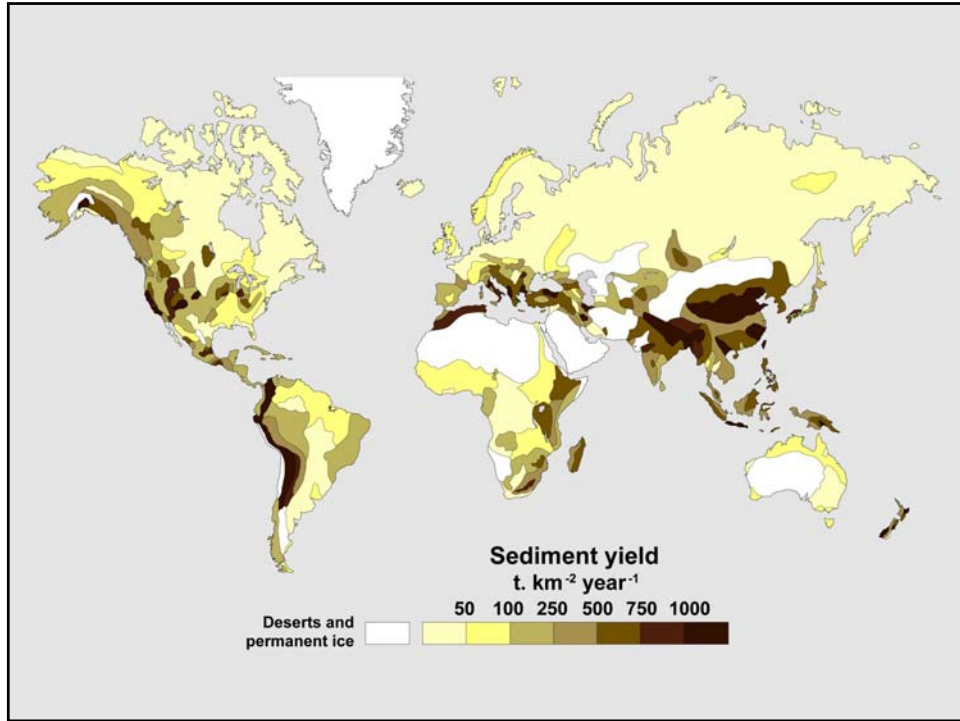 Sediment yield
t. km-2 year-1
50 100 250 500 750 1000
Deserts and
permanent ice